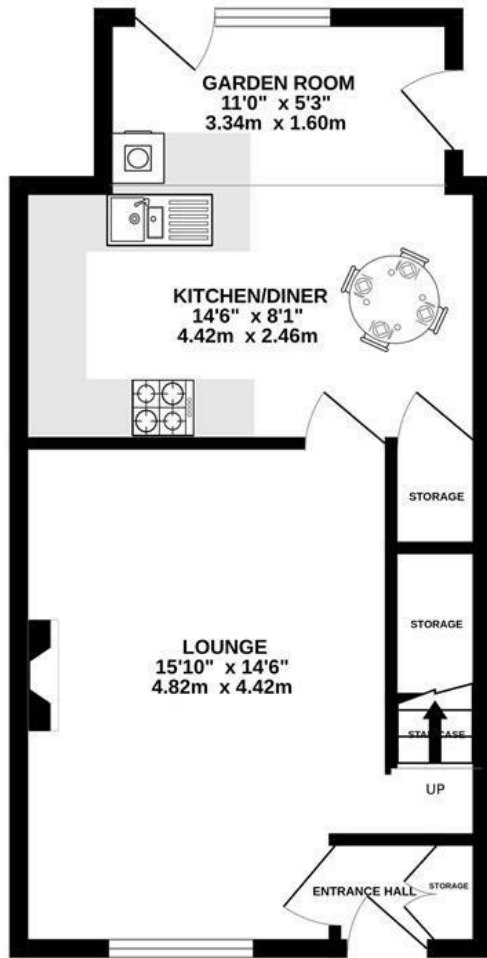 GARDEN ROOM
11'0" x 5'3"
3.34m x 1.60m
KITCHEN/DINER
14'6" x 8'1"
4.42m x 2.46m
STORAGE
STORAGE
LOUNGE
15'10" x 14'6"
4.82m x 4.42m
STAIRCASE
UP
ENTRANCE HALL
STORAGE